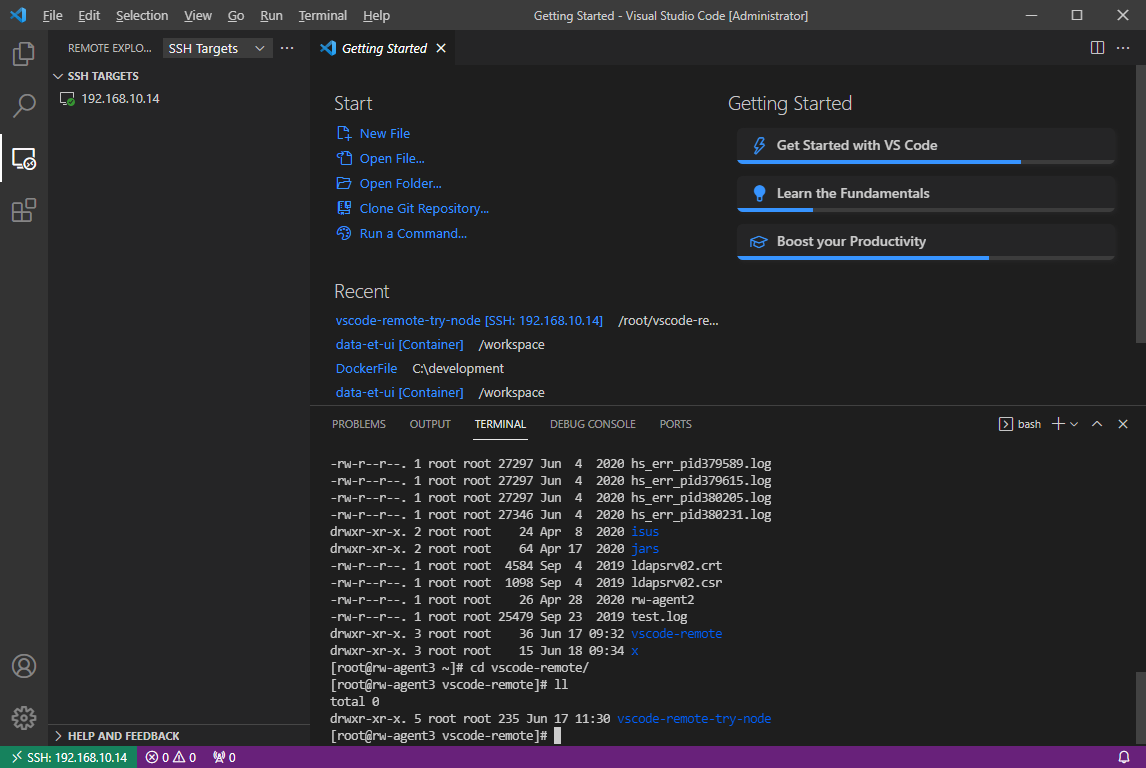 File Edit Selection View Go Run Terminal Help Getting Started - Visual Studio Code [Administrator]
REMOTE EXPLO... SSH Targets
SSH TARGETS
192.168.10.14
Getting Started
Start
New File
Open File...
Open Folder...
Clone Git Repository...
Run a Command...
Recent
vscode-remote-try-node [SSH: 192.168.10.14] /root/vscode-re...
data-et-ui [Container] /workspace
DockerFile C:\development
data-et-ui [Container] /workspace
Getting Started
Get Started with VS Code
Learn the Fundamentals
Boost your Productivity
PROBLEMS OUTPUT TERMINAL DEBUG CONSOLE PORTS bash
-rw-r--r--. 1 root root 27297 Jun  4  2020 hs_err_pid379589.log
-rw-r--r--. 1 root root 27297 Jun  4  2020 hs_err_pid379615.log
-rw-r--r--. 1 root root 27297 Jun  4  2020 hs_err_pid380205.log
-rw-r--r--. 1 root root 27346 Jun  4  2020 hs_err_pid380231.log
drwxr-xr-x. 2 root root    24 Apr  8  2020 isus
drwxr-xr-x. 2 root root    64 Apr 17  2020 jars
-rw-r--r--. 1 root root  4584 Sep  4  2019 ldapsrv02.crt
-rw-r--r--. 1 root root  1098 Sep  4  2019 ldapsrv02.csr
-rw-r--r--. 1 root root    26 Apr 28  2020 rw-agent2
-rw-r--r--. 1 root root 25479 Sep 23  2019 test.log
drwxr-xr-x. 3 root root    36 Jun 17 09:32 vscode-remote
drwxr-xr-x. 3 root root    15 Jun 18 09:34 x
[root@rw-agent3 ~]# cd vscode-remote/
[root@rw-agent3 vscode-remote]# ll
total 0
drwxr-xr-x. 5 root root 235 Jun 17 11:30 vscode-remote-try-node
[root@rw-agent3 vscode-remote]#
HELP AND FEEDBACK
SSH: 192.168.10.14 0 0 0